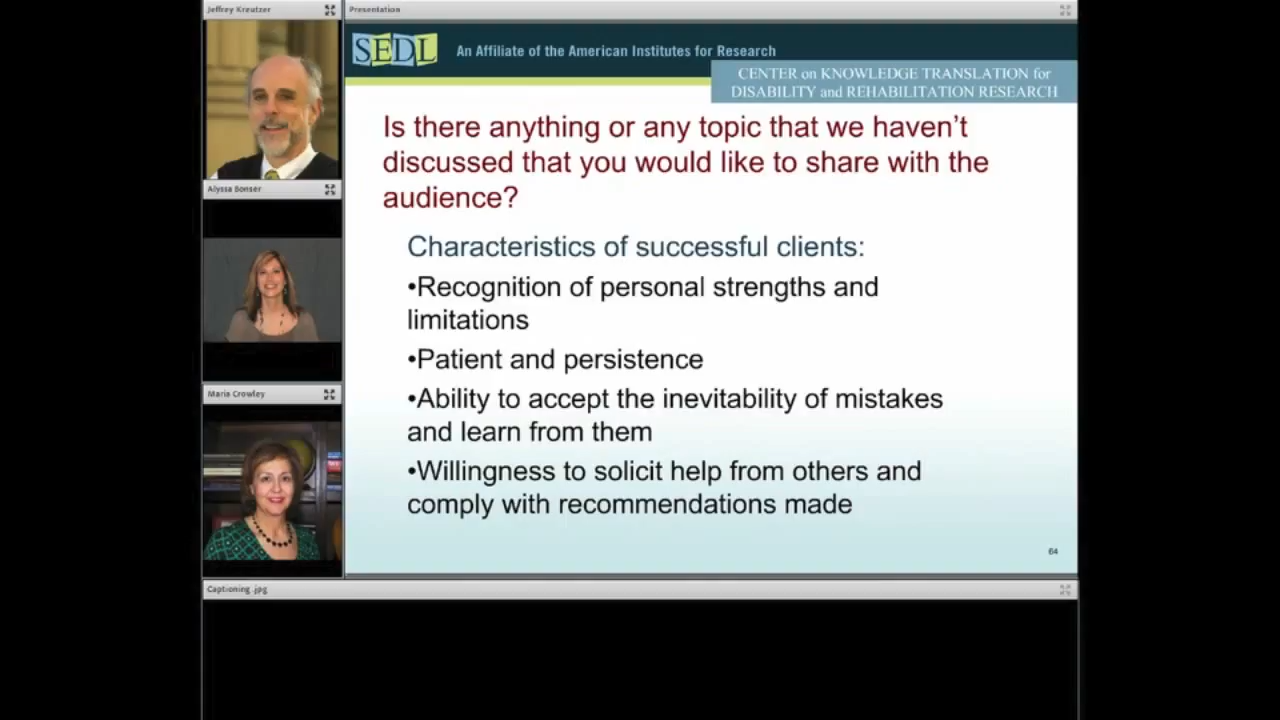 Jeffrey Kreutzer
Presentation
SEDL
An Affiliate of the American Institutes for Research
CENTER on KNOWLEDGE TRANSLATION for
DISABILITY and REHABILITATION RESEARCH
Is there anything or any topic that we haven’t
discussed that you would like to share with the
audience?
Alyssa Bonser
Characteristics of successful clients:
•Recognition of personal strengths and
limitations
•Patient and persistence
Maria Crowley
•Ability to accept the inevitability of mistakes
and learn from them
•Willingness to solicit help from others and
comply with recommendations made
64
Captioning .jpg